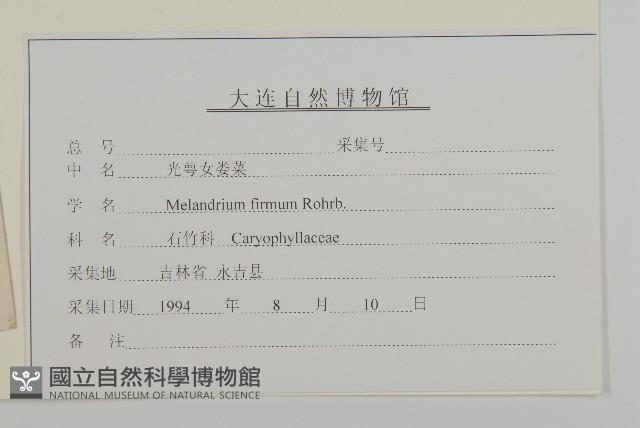 大连自然博物馆
总 号 采集号
中 名 光萼女娄菜
学 名 Melandrium firmum Rohrb.
科 名 石竹科 Caryophyllaceae
采集地 吉林省 永吉县
采集日期 1994 年 8 月 10 日
备 注
國立自然科學博物館
NATIONAL MUSEUM OF NATURAL SCIENCE